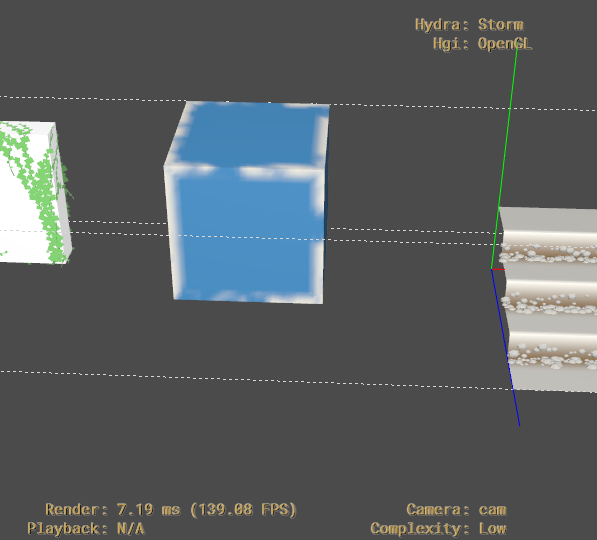 Hydra: Storm
Hgi: OpenGL
Render: 7.19 ms (139.08 FPS)
Playback: N/A
Camera: cam
Complexity: Low